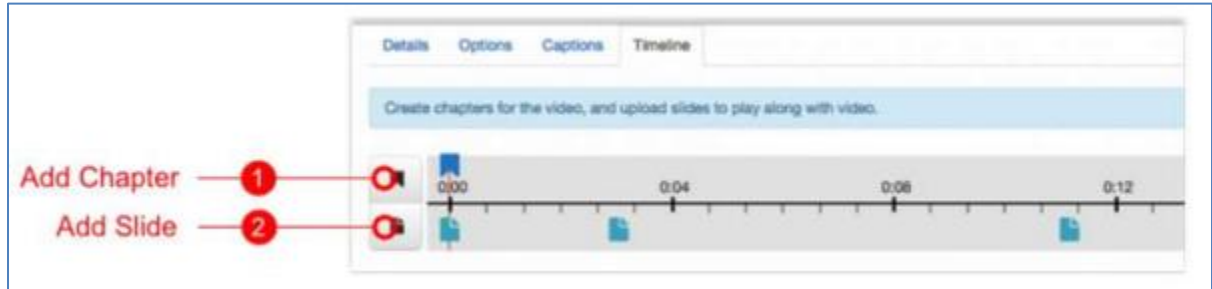 Details Options Captions Timeline
Create chapters for the video, and upload slides to play along with video.
Add Chapter 1
0:00 0:04 0:08 0:12
Add Slide 2